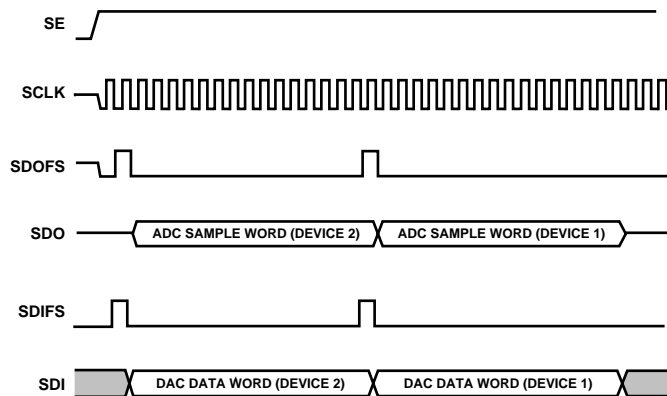 SE
SCLK
SDOFS
SDO
ADC SAMPLE WORD (DEVICE 2)
ADC SAMPLE WORD (DEVICE 1)
SDIFS
SDI
DAC DATA WORD (DEVICE 2)
DAC DATA WORD (DEVICE 1)